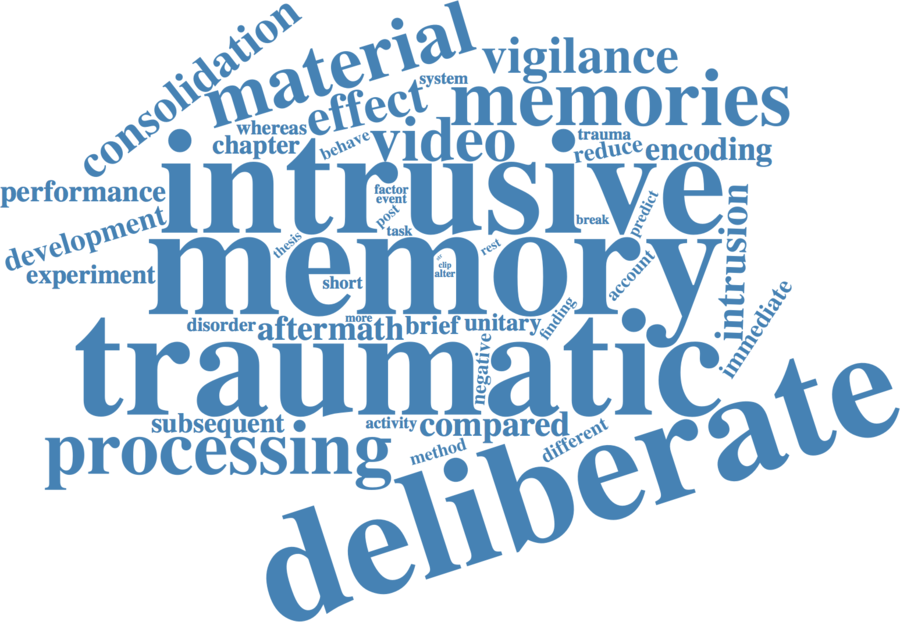 consolidation
material
system
vigilance
effect
memories
whereas
chapter
behave
video
trauma
reduce
encoding
intrusive
performance
factor
event
post
task
break
predict
intrusion
development
experiment
thesis
memory
rest
clip
alter
short
account
immediate
disorder
aftermath
more
brief
unitary
finding
traumatic
negative
subsequent
activity
compared
processing
method
different
deliberate